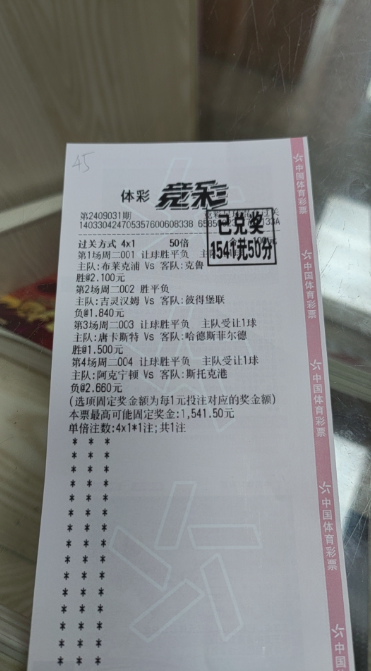 45
体彩 竞彩
第2409031期
已兑奖
1541元50分
过关方式 4x1 50倍
第1场周二001 让球胜平负
主队:布莱克浦 Vs 客队:克鲁
胜#2.100元
第2场周二002 胜平负
主队:吉灵汉姆 Vs 客队:彼得堡联
负#1.840元
第3场周二003 让球胜平负 主队受让1球
主队:唐卡斯特 Vs 客队:哈德斯菲尔德
胜#1.500元
第4场周二004 让球胜平负 主队受让1球
主队:阿克宁顿 Vs 客队:斯托克港
负#2.660元
(选项固定奖金额为每1元投注对应的奖金额)
本票最高可能固定奖金:1,541.50元
单倍注数:4x1*1注;共1注
中国体育彩票
中国体育彩票
中国体育彩票
中国体育彩票